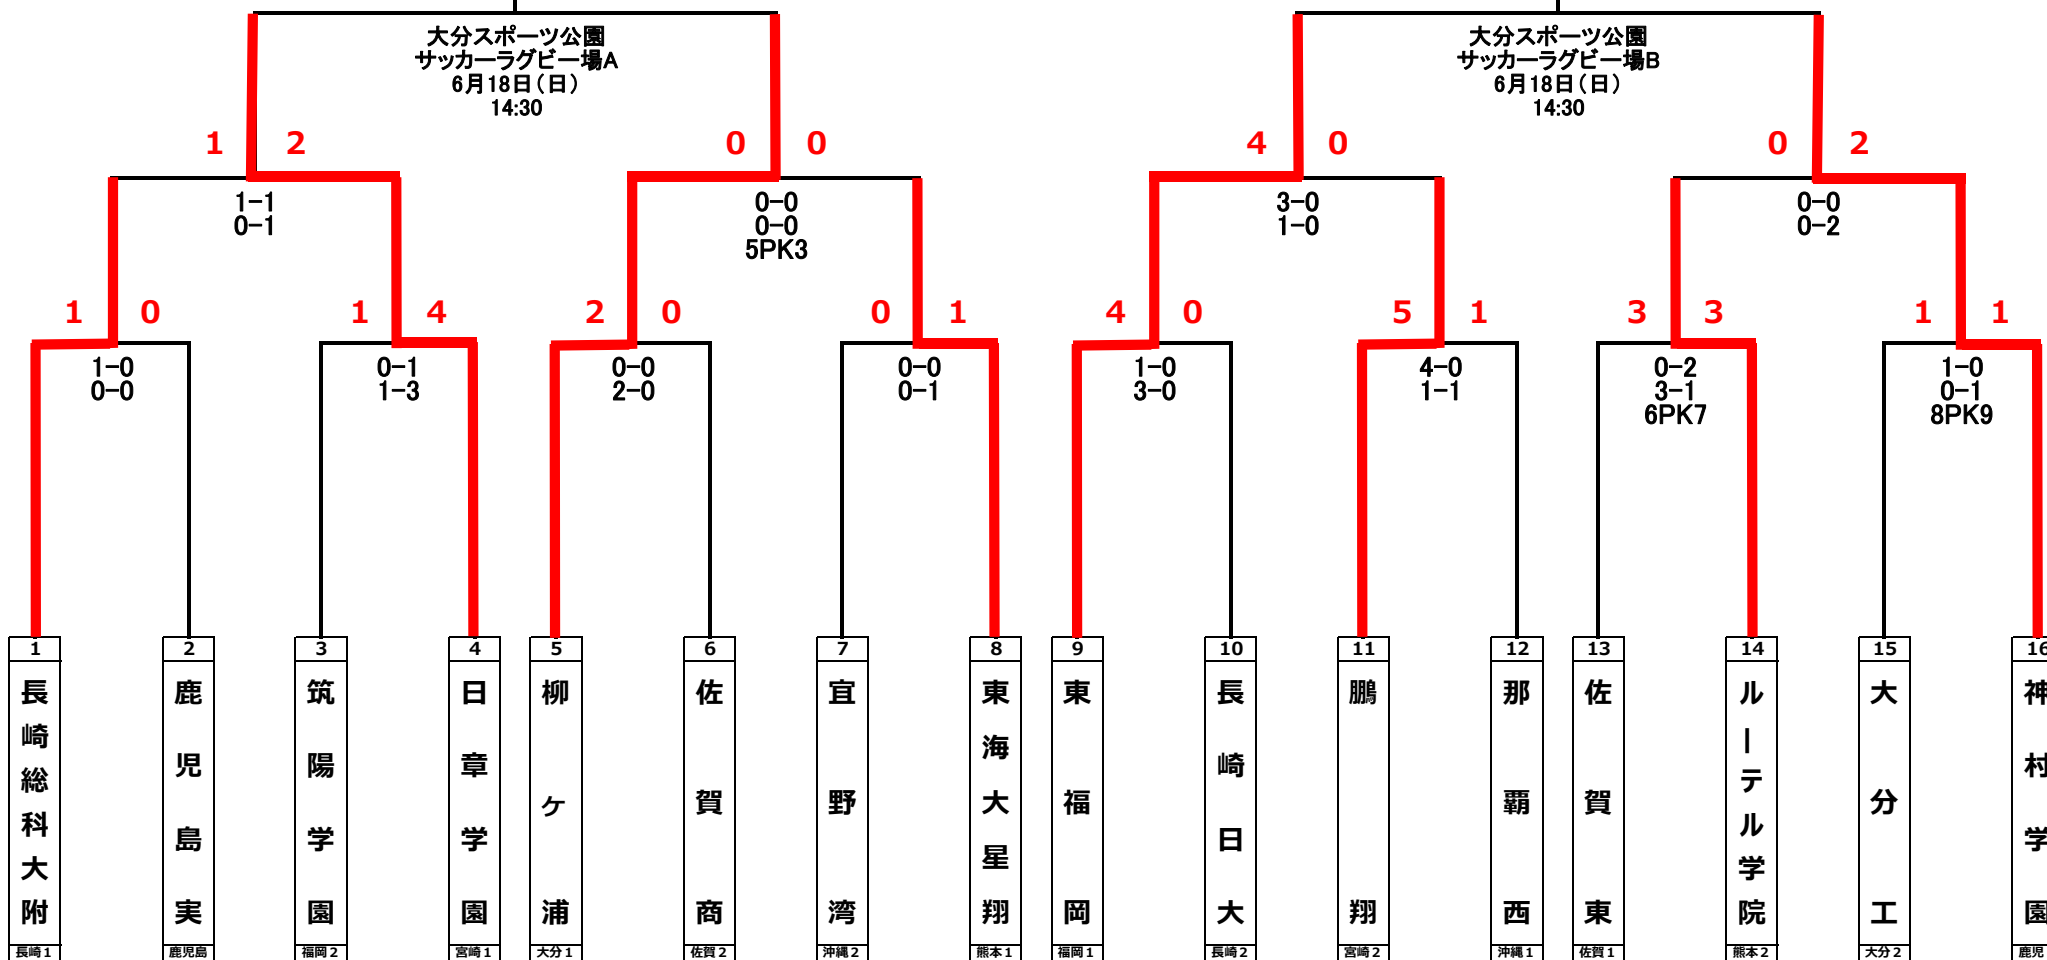 大分スポーツ公園
サッカーラグビー場A
6月18日(日)
14:30
大分スポーツ公園
サッカーラグビー場B
6月18日(日)
14:30
1 2
0 0
4 0
0 2
1-1
0-1
0-0
0-0
5PK3
3-0
1-0
0-0
0-2
1 0
1 4
2 0
0 1
4 0
5 1
3 3
1 1
1-0
0-0
0-1
1-3
0-0
2-0
0-0
0-1
1-0
3-0
4-0
1-1
0-2
3-1
6PK7
1-0
0-1
8PK9
1
長崎総科大附
長崎1
2
鹿児島実
鹿児島
3
筑陽学園
福岡2
4
日章学園
宮崎1
5
柳ケ浦
大分1
6
佐賀商
佐賀2
7
宜野湾
沖縄2
8
東海大星翔
熊本1
9
東福岡
福岡1
10
長崎日大
長崎2
11
鵬翔
宮崎2
12
那覇西
沖縄1
13
佐賀東
佐賀1
14
ルーテル学院
熊本2
15
大分工
大分2
16
神村学園
鹿児